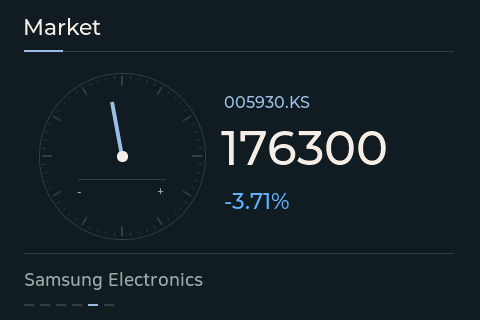 Market
005930.KS
176300
-3.71%
- +
Samsung Electronics